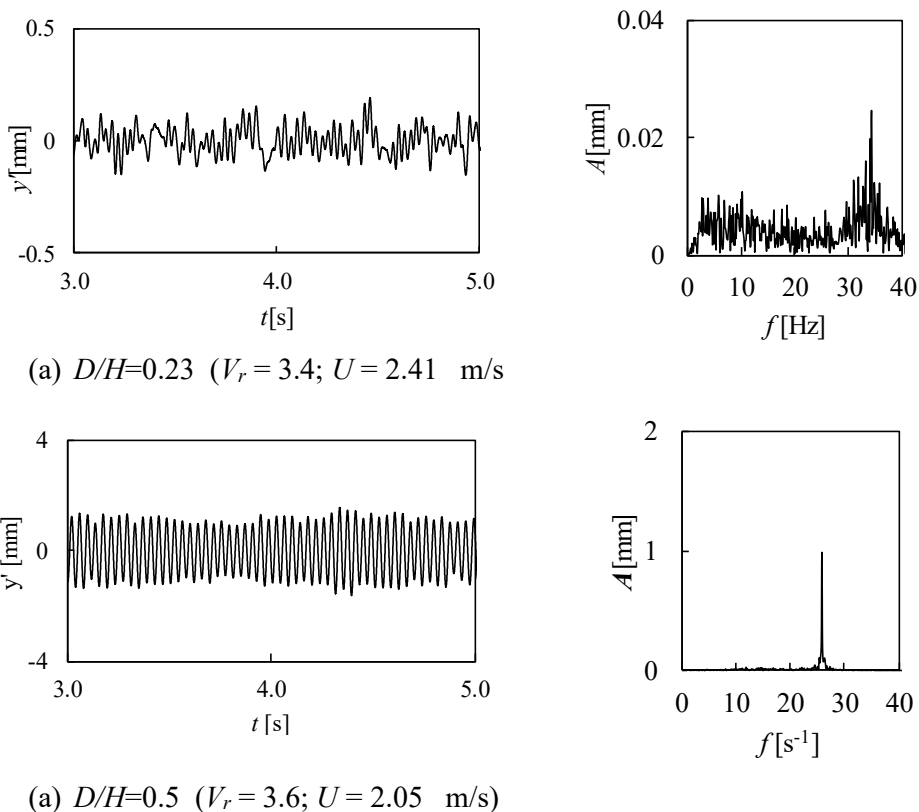 0.5
0
-0.5
y'[mm]
3.0 4.0 5.0
t[s]
0.04
0.02
0
A[mm]
0 10 20 30 40
f[Hz]
(a) D/H=0.23 (Vr = 3.4; U = 2.41 m/s
4
0
-4
y' [mm]
3.0 4.0 5.0
t [s]
2
1
0
A[mm]
0 10 20 30 40
f[s-1]
(a) D/H=0.5 (Vr = 3.6; U = 2.05 m/s)